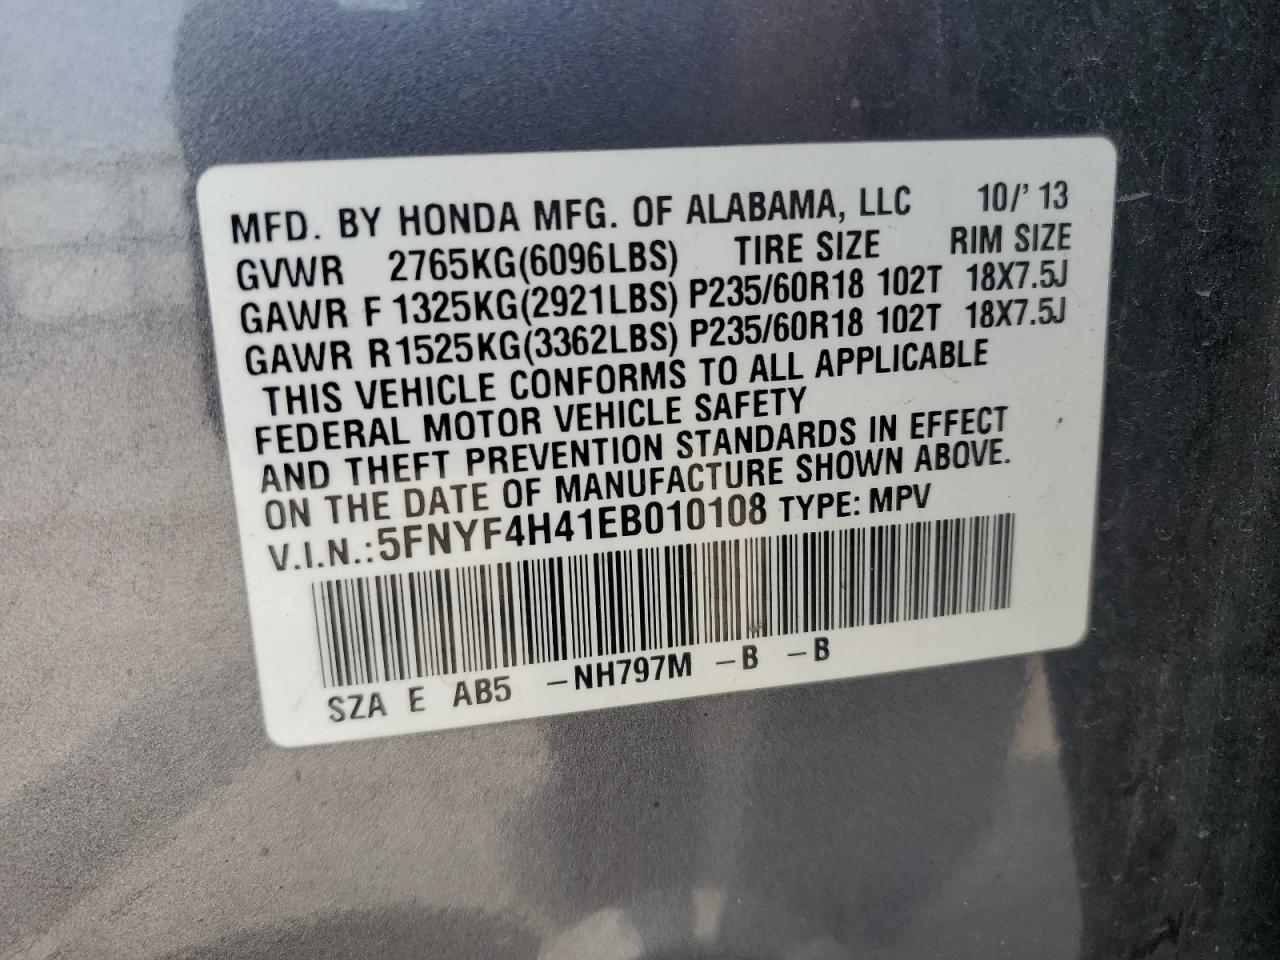 MFD. BY HONDA MFG. OF ALABAMA, LLC 10/' 13
GVWR 2765KG(6096LBS) TIRE SIZE RIM SIZE
GAWR F 1325KG(2921LBS) P235/60R18 102T 18X7.5J
GAWR R1525KG(3362LBS) P235/60R18 102T 18X7.5J
THIS VEHICLE CONFORMS TO ALL APPLICABLE
FEDERAL MOTOR VEHICLE SAFETY
AND THEFT PREVENTION STANDARDS IN EFFECT
ON THE DATE OF MANUFACTURE SHOWN ABOVE.
V.I.N.:5FNYF4H41EB010108 TYPE: MPV
SZA E AB5 –NH797M –B –B